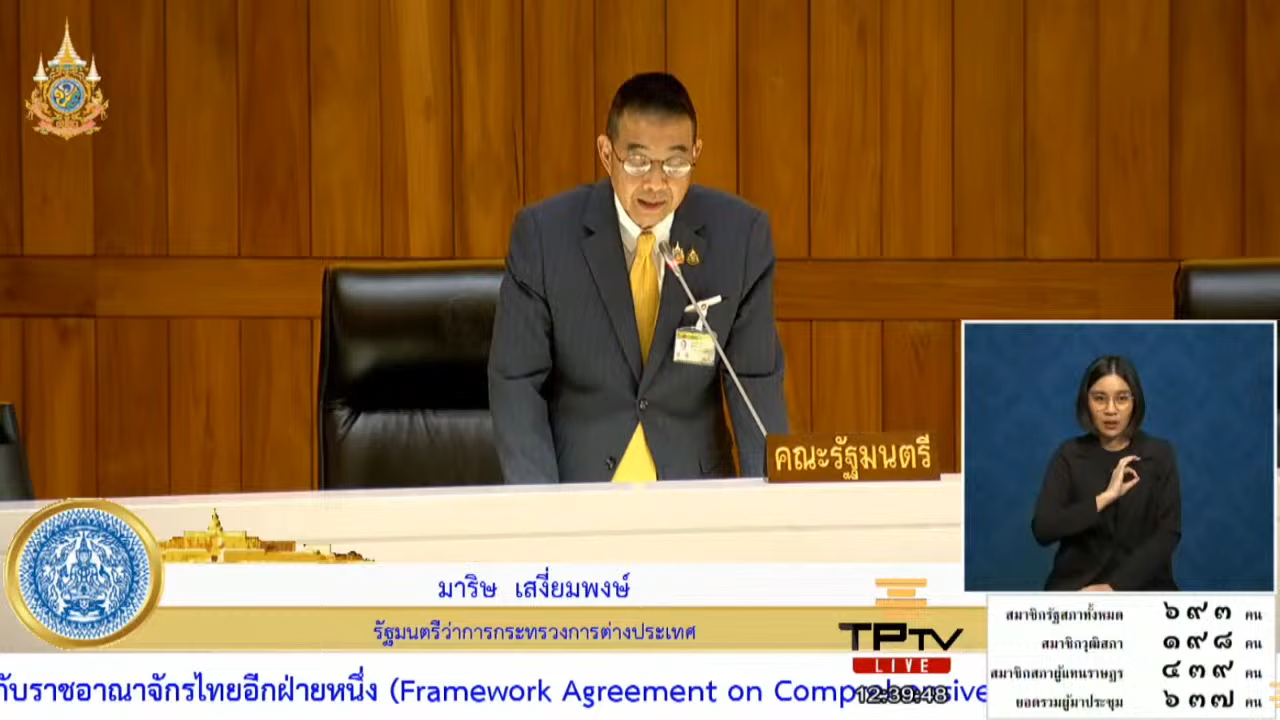 คณะรัฐมนตรี
มาริษ เสงี่ยมพงษ์
รัฐมนตรีว่าการกระทรวงการต่างประเทศ
TPTV
LIVE
12:39:48
กับราชอาณาจักรไทยอีกฝ่ายหนึ่ง (Framework Agreement on Comprehensive
สมาชิกรัฐสภาทั้งหมด ๖๙๓ คน
สมาชิกวุฒิสภา ๑๙๘ คน
สมาชิกสภาผู้แทนราษฎร ๔๓๙ คน
ยอดรวมผู้มาประชุม ๖๓๗ คน